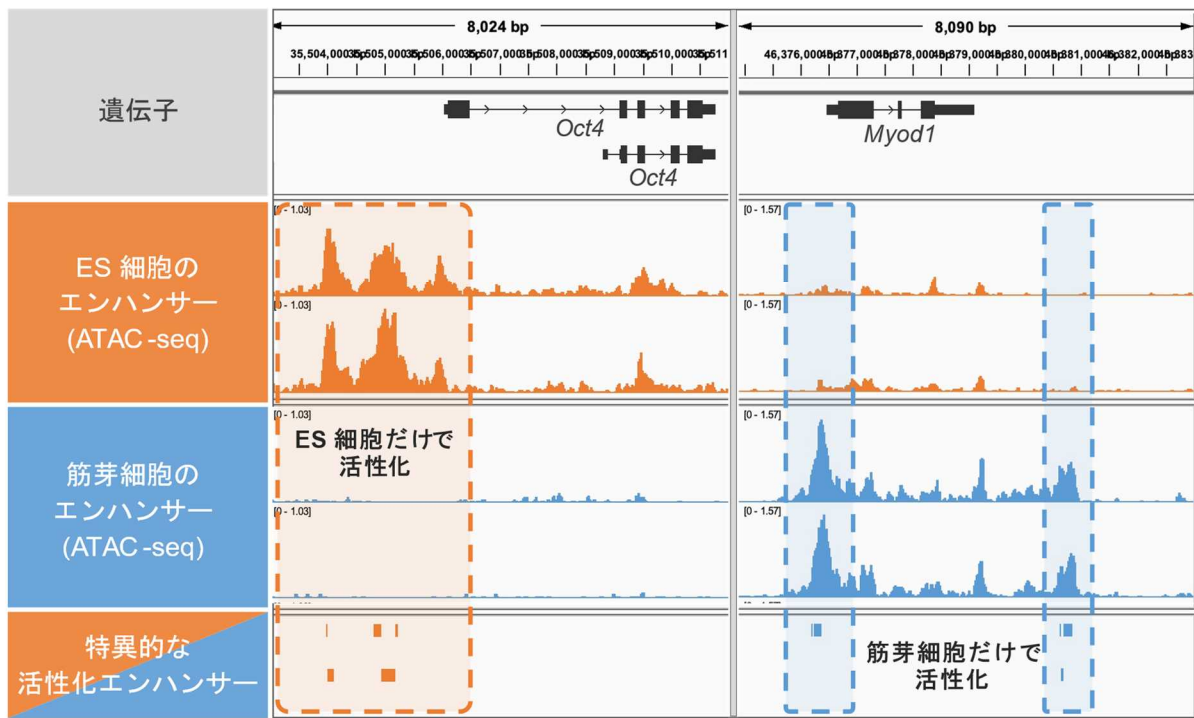 8,024 bp
8,090 bp
遺伝子
Oct4
Oct4
Myod1
ES 細胞の
エンハンサー
(ATAC-seq)
[0 - 1.03]
[0 - 1.03]
[0 - 1.57]
[0 - 1.57]
筋芽細胞の
エンハンサー
(ATAC-seq)
[0 - 1.03]
ES 細胞だけで
活性化
[0 - 1.03]
[0 - 1.57]
[0 - 1.57]
特異的な
活性化エンハンサー
筋芽細胞だけで
活性化